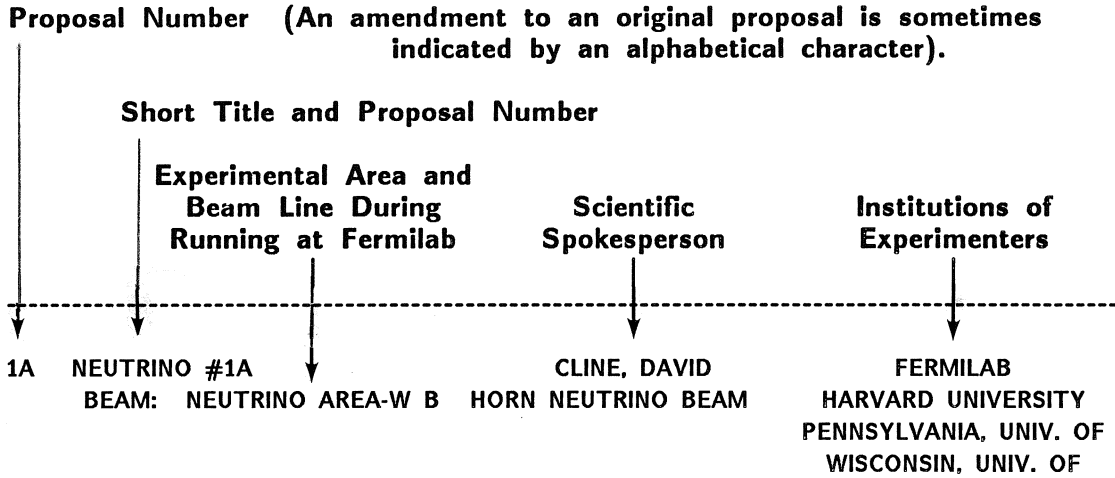 Proposal Number (An amendment to an original proposal is sometimes
indicated by an alphabetical character).
Short Title and Proposal Number
Experimental Area and
Beam Line During
Running at Fermilab
Scientific
Spokesperson
Institutions of
Experimenters
1A NEUTRINO #1A CLINE, DAVID FERMILAB
BEAM: NEUTRINO AREA-W B HORN NEUTRINO BEAM HARVARD UNIVERSITY
PENNSYLVANIA, UNIV. OF
WISCONSIN, UNIV. OF